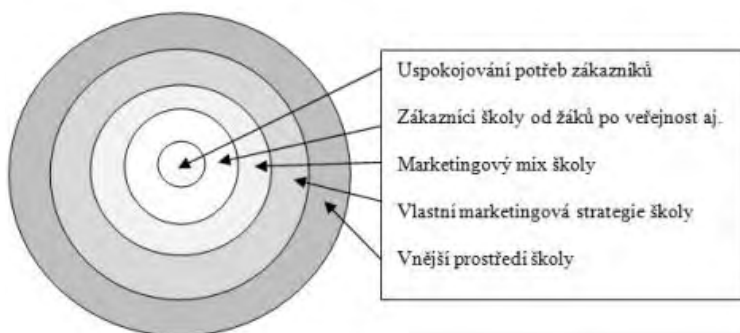 Uspokojování potřeb zákazníků
Zákazníci školy od žáků po veřejnost aj.
Marketingový mix školy
Vlastní marketingová strategie školy
Vnější prostředí školy